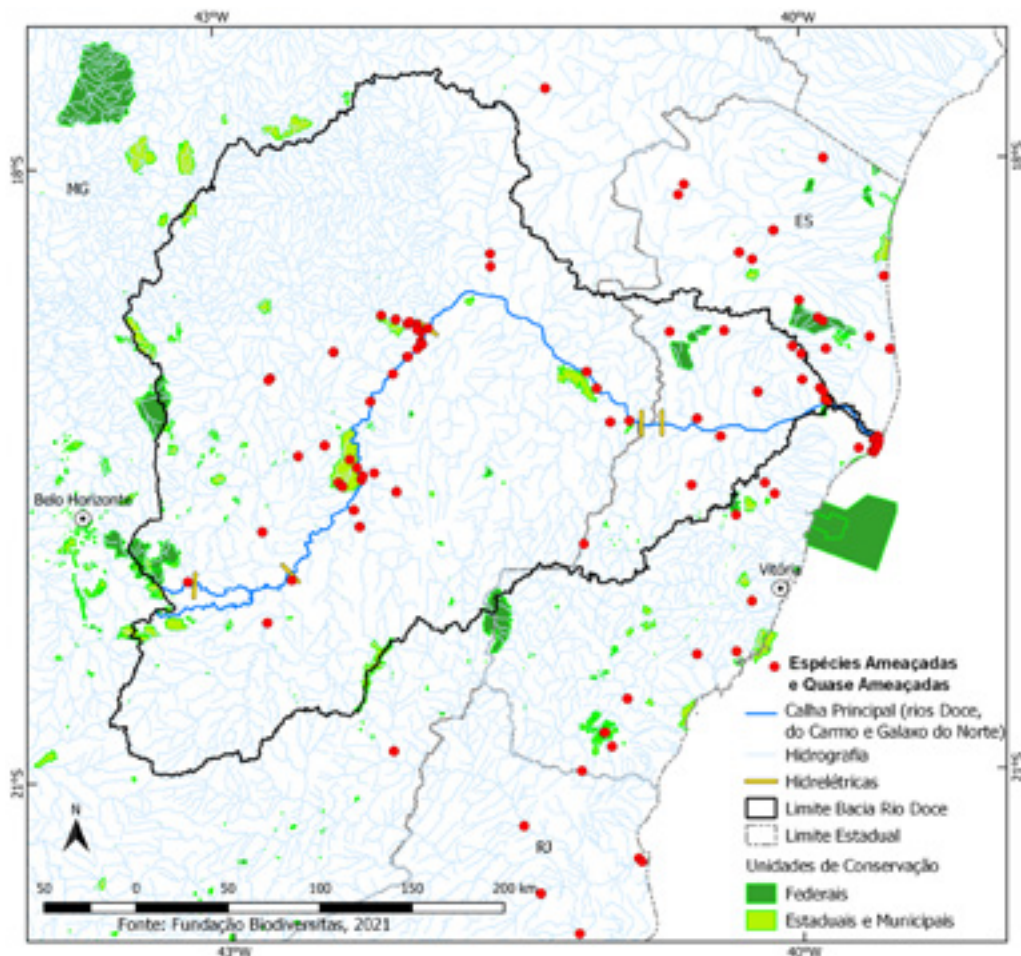 43°W
40°W
18°S
18°S
MG
ES
Belo Horizonte
Vitória
Espécies Ameaçadas
e Quase Ameaçadas
Calha Principal (rios Doce,
do Carmo e Galaxo do Norte)
Hidrografia
Hidrelétricas
Limite Bacia Rio Doce
Limite Estadual
Unidades de Conservação
Federais
Estaduais e Municipais
21°S
21°S
N
RJ
50 0 50 100 150 200 km
Fonte: Fundação Biodiversitas, 2021
43°W
40°W